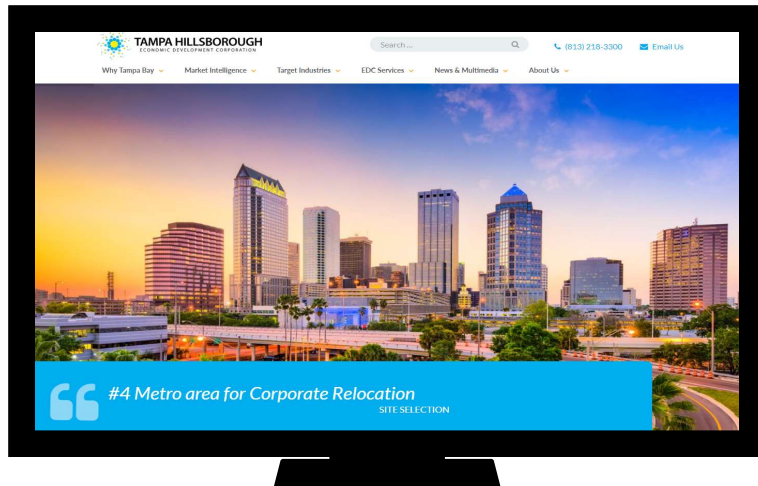 TAMPA HILLSBOROUGH
ECONOMIC DEVELOPMENT CORPORATION
Search ...
(813) 218-3300
Email Us
Why Tampa Bay
Market Intelligence
Target Industries
EDC Services
News & Multimedia
About Us
#4 Metro area for Corporate Relocation
SITE SELECTION